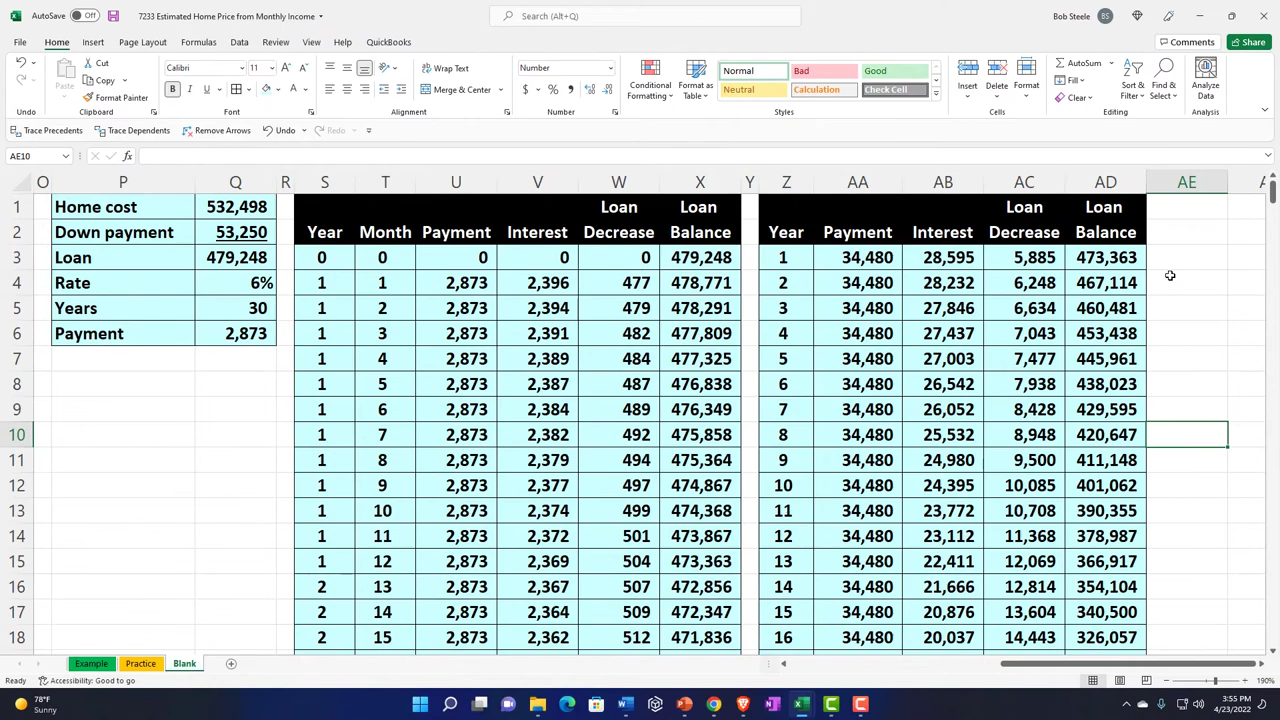 AutoSave Off 7233 Estimated Home Price from Monthly Income Search (Alt+Q) Bob Steele BS
File Home Insert Page Layout Formulas Data Review View Help QuickBooks Comments Share
Cut Calibri 11 Wrap Text Number Normal Bad Good AutoSum
Paste Copy Merge & Center Conditional Formatting Format as Table Neutral Calculation Check Cell Insert Delete Format Fill Sort & Filter Find & Select Analyze Data
Format Painter Clear
Undo Clipboard Font Alignment Number Styles Cells Editing Analysis
Trace Precedents Trace Dependents Remove Arrows Undo Redo
AE10 fx
O P Q R S T U V W X Y Z AA AB AC AD AE
1 Home cost 532,498 Loan Loan Loan Loan
2 Down payment 53,250 Year Month Payment Interest Decrease Balance Year Payment Interest Decrease Balance
3 Loan 479,248 0 0 0 0 0 479,248 1 34,480 28,595 5,885 473,363
4 Rate 6% 1 1 2,873 2,396 477 478,771 2 34,480 28,232 6,248 467,114
5 Years 30 1 2 2,873 2,394 479 478,291 3 34,480 27,846 6,634 460,481
6 Payment 2,873 1 3 2,873 2,391 482 477,809 4 34,480 27,437 7,043 453,438
7 1 4 2,873 2,389 484 477,325 5 34,480 27,003 7,477 445,961
8 1 5 2,873 2,387 487 476,838 6 34,480 26,542 7,938 438,023
9 1 6 2,873 2,384 489 476,349 7 34,480 26,052 8,428 429,595
10 1 7 2,873 2,382 492 475,858 8 34,480 25,532 8,948 420,647
11 1 8 2,873 2,379 494 475,364 9 34,480 24,980 9,500 411,148
12 1 9 2,873 2,377 497 474,867 10 34,480 24,395 10,085 401,062
13 1 10 2,873 2,374 499 474,368 11 34,480 23,772 10,708 390,355
14 1 11 2,873 2,372 501 473,867 12 34,480 23,112 11,368 378,987
15 1 12 2,873 2,369 504 473,363 13 34,480 22,411 12,069 366,917
16 2 13 2,873 2,367 507 472,856 14 34,480 21,666 12,814 354,104
17 2 14 2,873 2,364 509 472,347 15 34,480 20,876 13,604 340,500
18 2 15 2,873 2,362 512 471,836 16 34,480 20,037 14,443 326,057
Example Practice Blank
Ready Accessibility: Good to go 190%
78°F
Sunny
3:55 PM
4/23/2022